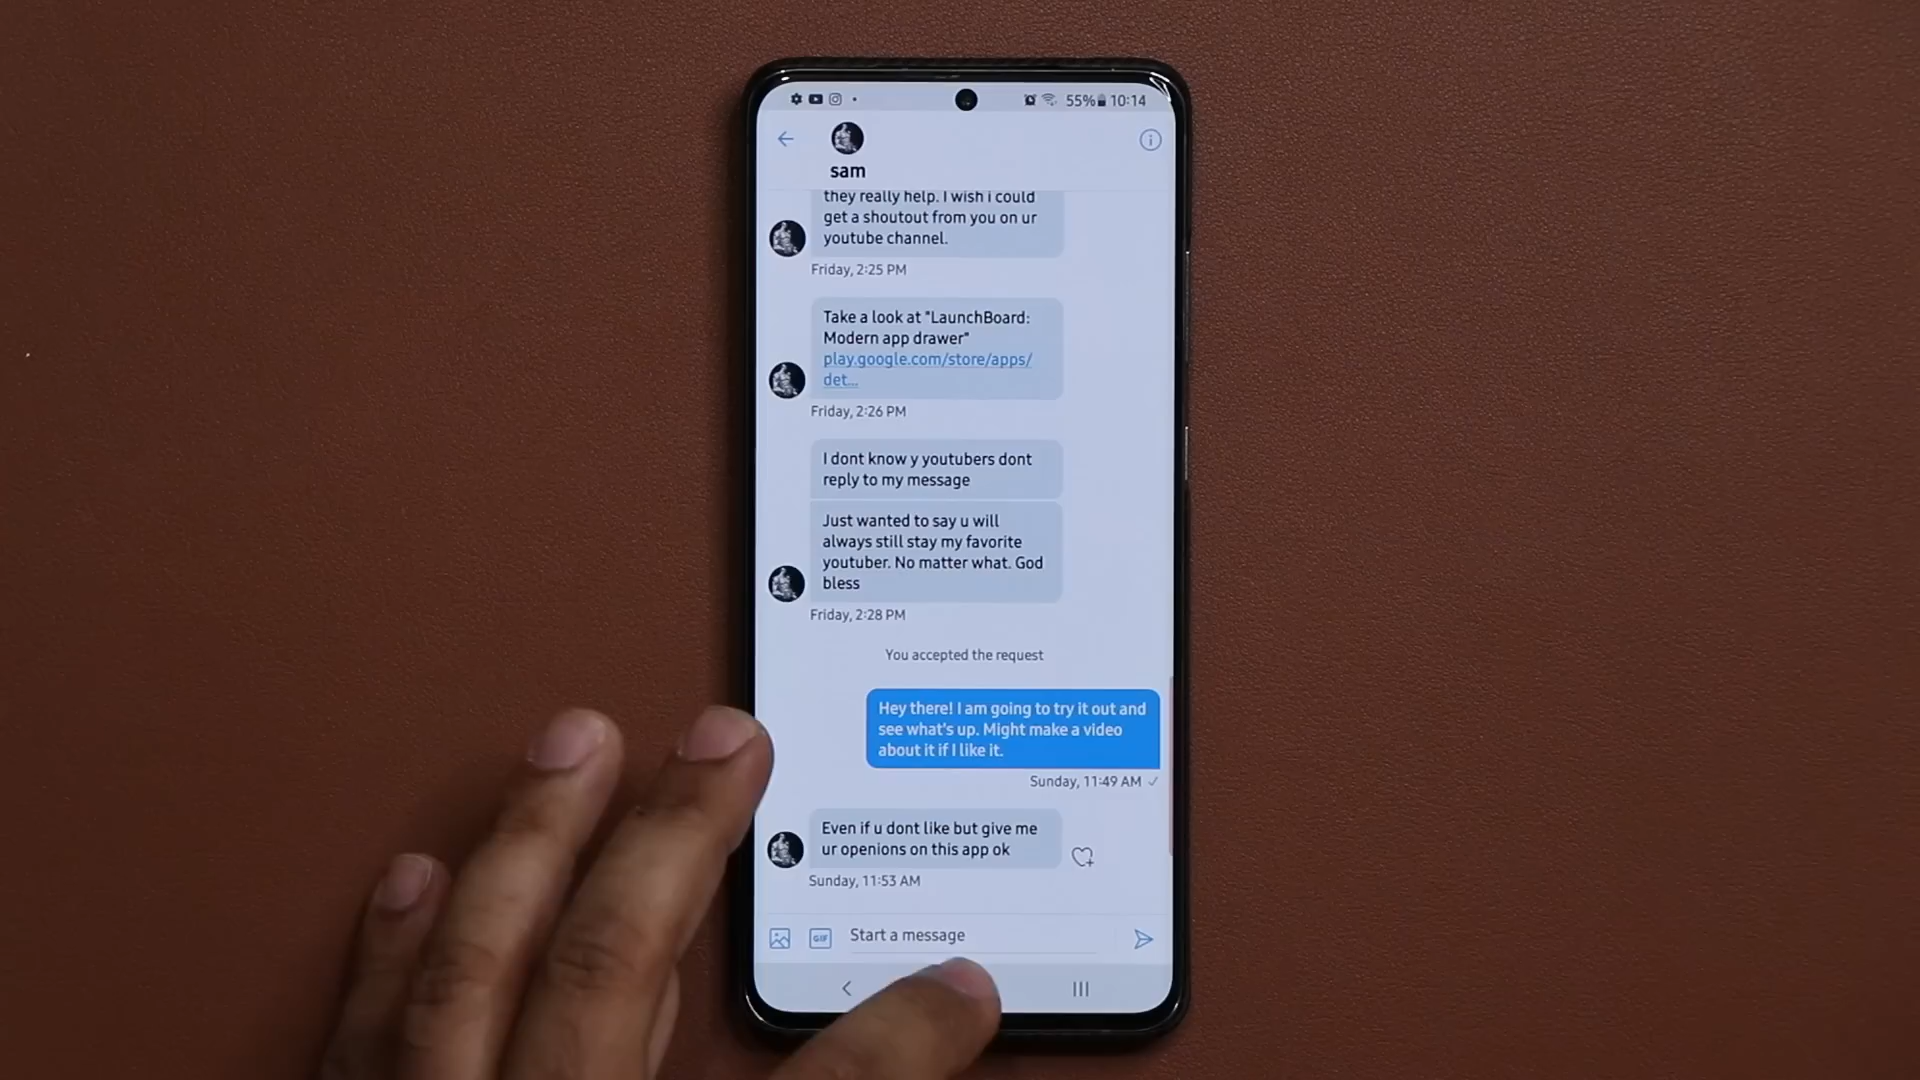 55% 10:14
sam
they really help. I wish i could
get a shoutout from you on ur
youtube channel.
Friday, 2:25 PM
Take a look at "LaunchBoard:
Modern app drawer"
play.google.com/store/apps/
det...
Friday, 2:26 PM
I dont know y youtubers dont
reply to my message
Just wanted to say u will
always still stay my favorite
youtuber. No matter what. God
bless
Friday, 2:28 PM
You accepted the request
Hey there! I am going to try it out and
see what's up. Might make a video
about it if I like it.
Sunday, 11:49 AM
Even if u dont like but give me
ur openions on this app ok
Sunday, 11:53 AM
GIF Start a message